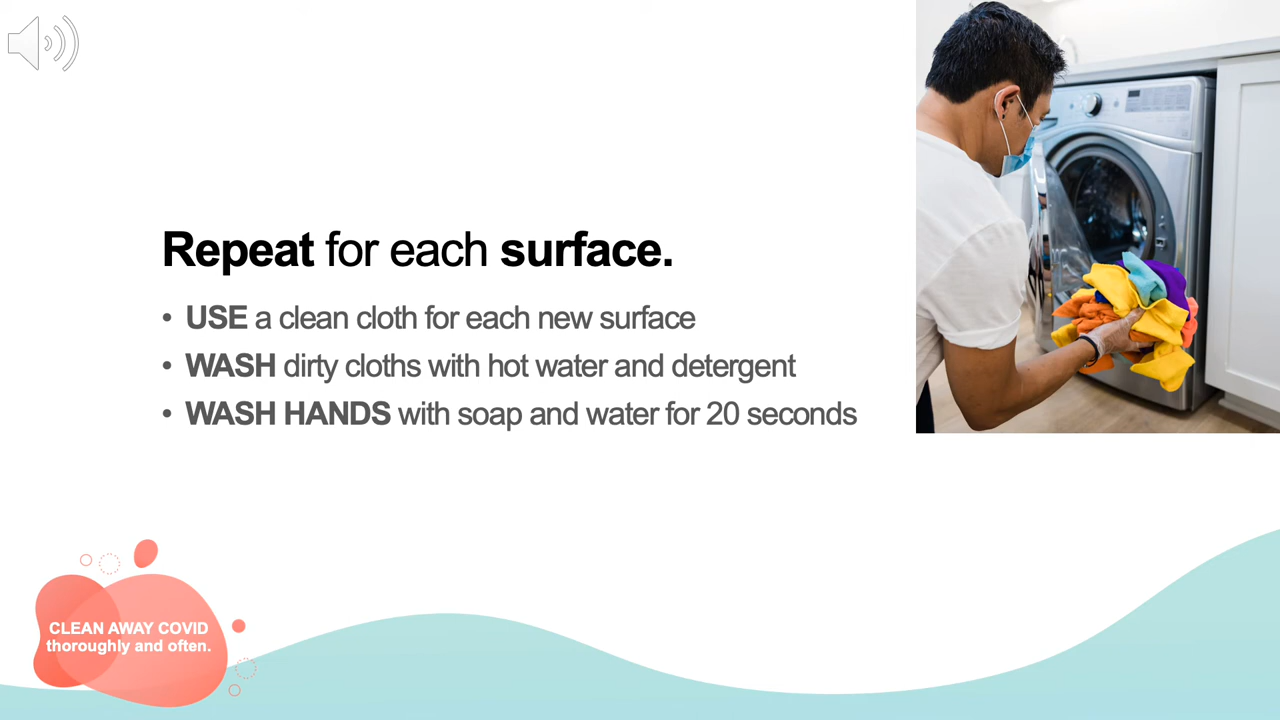 Repeat for each surface.
• USE a clean cloth for each new surface
• WASH dirty cloths with hot water and detergent
• WASH HANDS with soap and water for 20 seconds
CLEAN AWAY COVID
thoroughly and often.